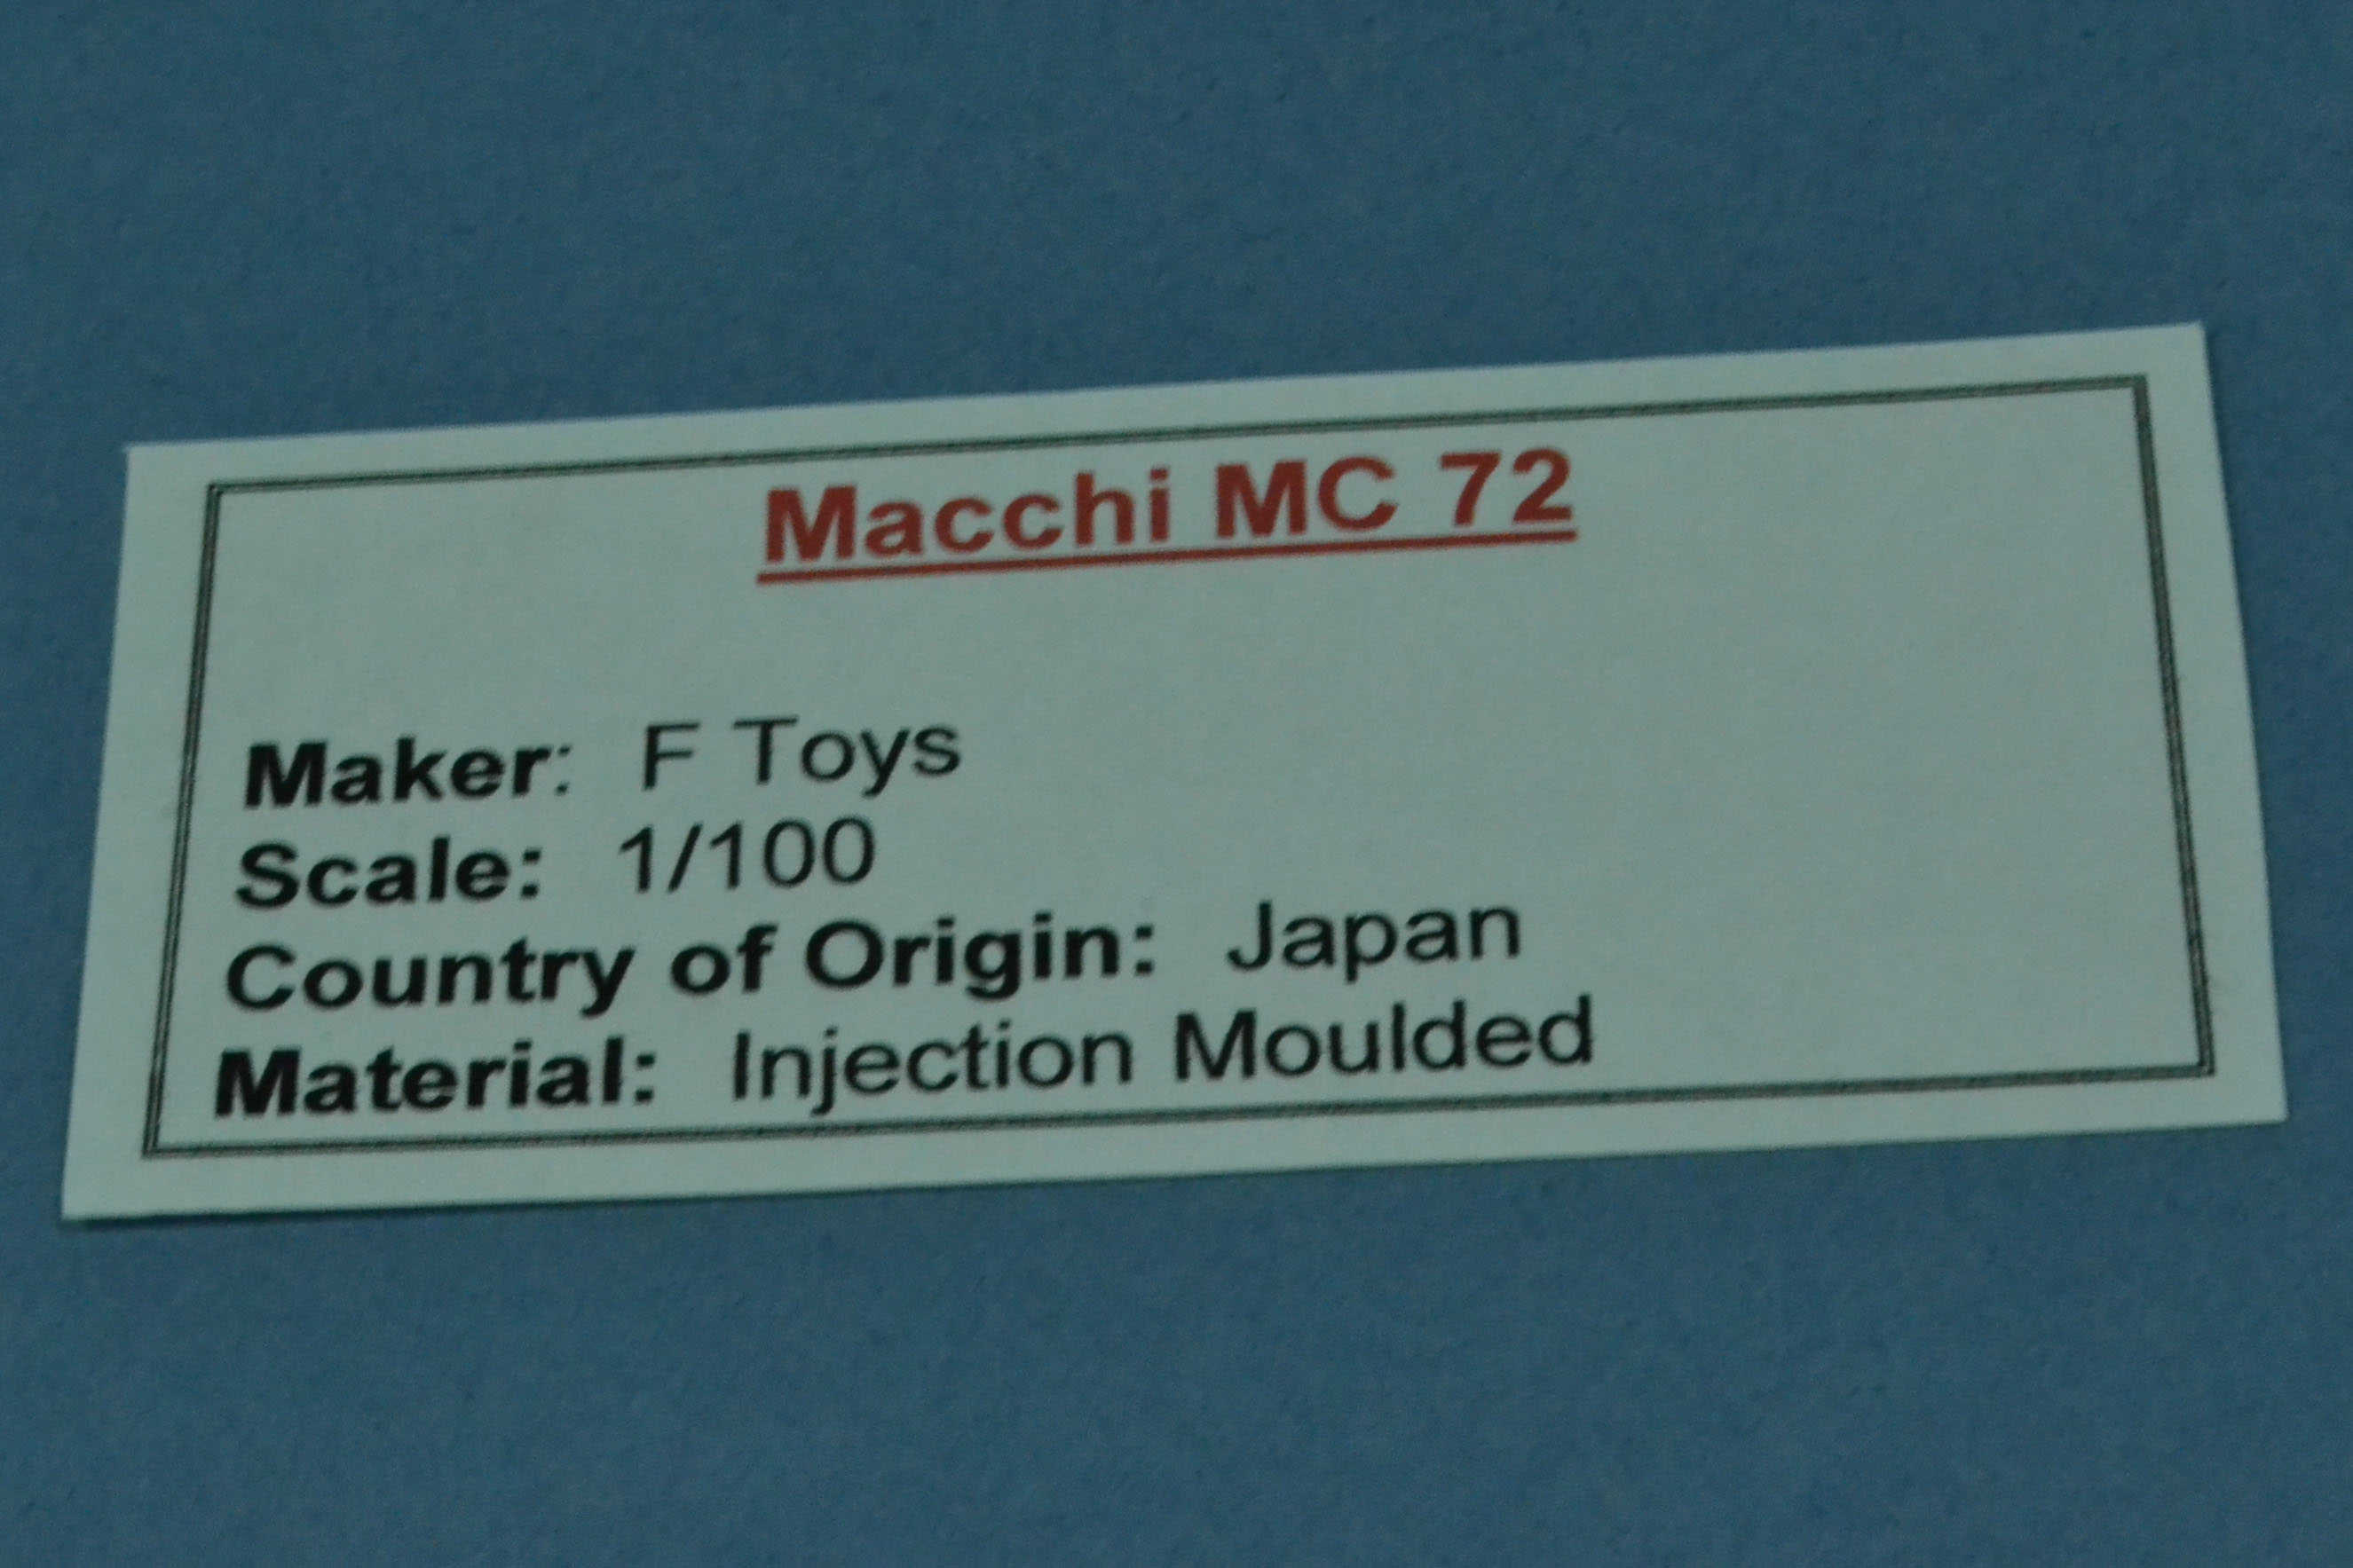 Macchi MC 72
Maker: F Toys
Scale: 1/100
Country of Origin: Japan
Material: Injection Moulded